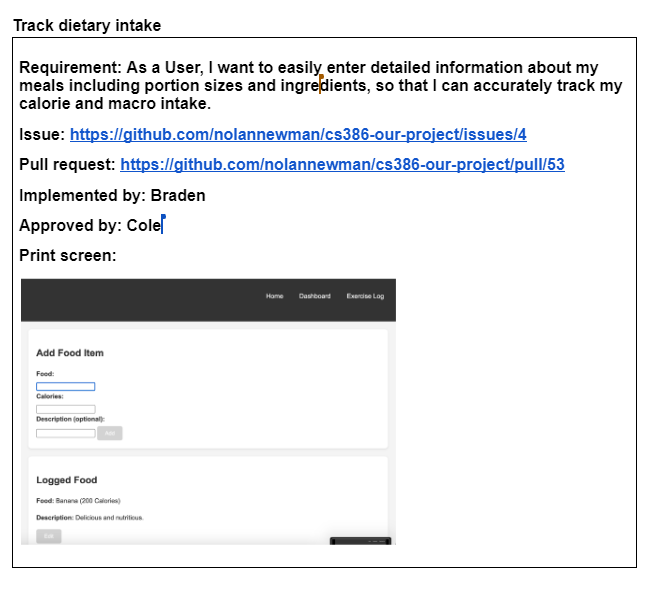 Track dietary intake
Requirement: As a User, I want to easily enter detailed information about my
meals including portion sizes and ingredients, so that I can accurately track my
calorie and macro intake.
Issue: https://github.com/nolannewman/cs386-our-project/issues/4
Pull request: https://github.com/nolannewman/cs386-our-project/pull/53
Implemented by: Braden
Approved by: Cole
Print screen:
Home Dashboard Exercise Log
Add Food Item
Food:
Calories:
Description (optional):
Add
Logged Food
Food: Banana (200 Calories)
Description: Delicious and nutritious.